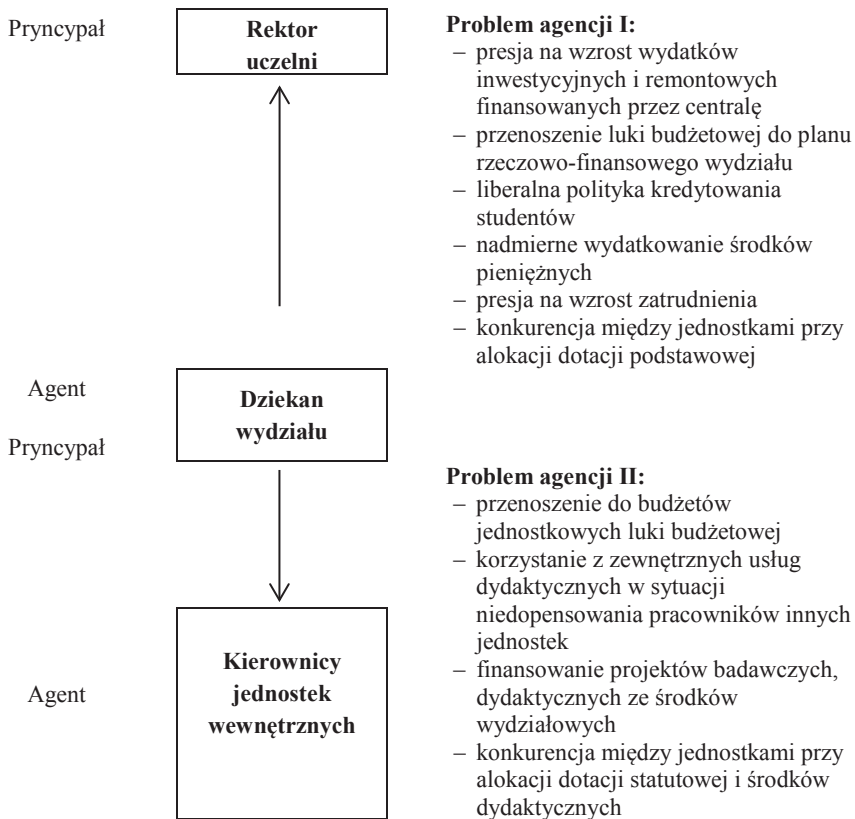 Pryncypał
Rektor
uczelni
Problem agencji I:
– presja na wzrost wydatków
inwestycyjnych i remontowych
finansowanych przez centralę
– przenoszenie luki budżetowej do planu
rzeczowo-finansowego wydziału
– liberalna polityka kredytowania
studentów
– nadmierne wydatkowanie środków
pieniężnych
– presja na wzrost zatrudnienia
– konkurencja między jednostkami przy
alokacji dotacji podstawowej
Agent
Pryncypał
Dziekan
wydziału
Problem agencji II:
– przenoszenie do budżetów
jednostkowych luki budżetowej
– korzystanie z zewnętrznych usług
dydaktycznych w sytuacji
niedopensowania pracowników innych
jednostek
– finansowanie projektów badawczych,
dydaktycznych ze środków
wydziałowych
– konkurencja między jednostkami przy
alokacji dotacji statutowej i środków
dydaktycznych
Agent
Kierownicy
jednostek
wewnętrznych